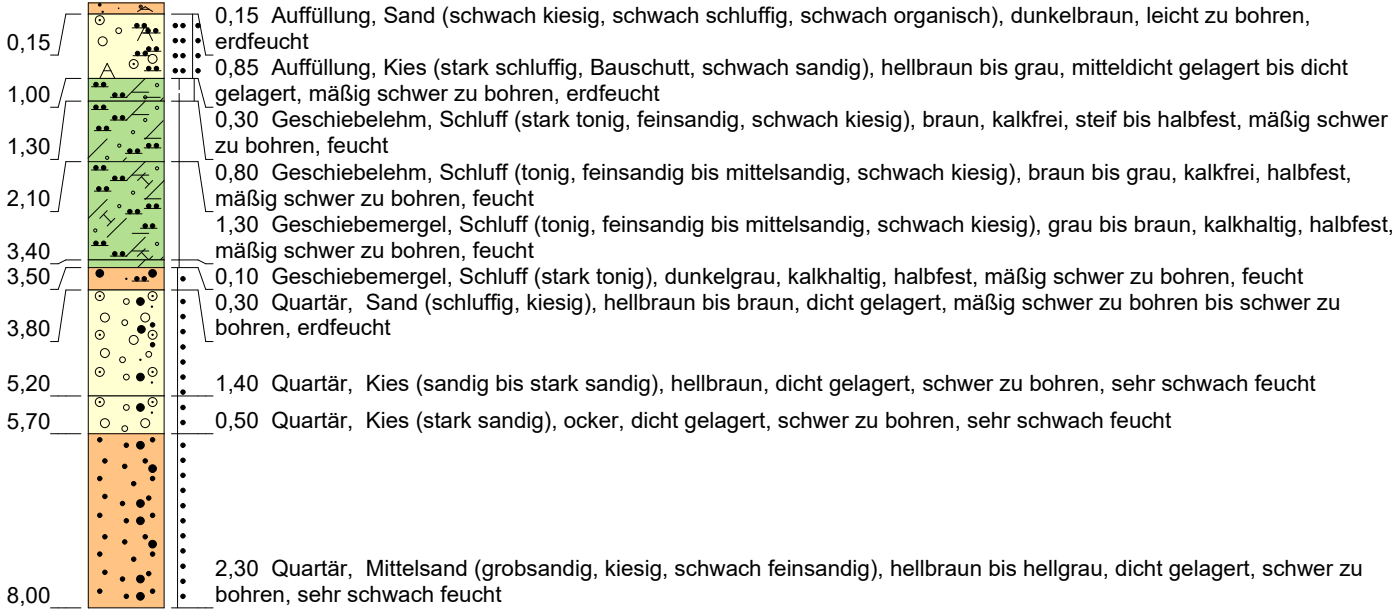 0,15 Auffüllung, Sand (schwach kiesig, schwach schluffig, schwach organisch), dunkelbraun, leicht zu bohren,
0,15
erdfeucht
0,85 Auffüllung, Kies (stark schluffig, Bauschutt, schwach sandig), hellbraun bis grau, mitteldicht gelagert bis dicht
1,00
gelagert, mäßig schwer zu bohren, erdfeucht
0,30 Geschiebelehm, Schluff (stark tonig, feinsandig, schwach kiesig), braun, kalkfrei, steif bis halbfest, mäßig schwer
1,30
zu bohren, feucht
0,80 Geschiebelehm, Schluff (tonig, feinsandig bis mittelsandig, schwach kiesig), braun bis grau, kalkfrei, halbfest,
2,10
mäßig schwer zu bohren, feucht
1,30 Geschiebemergel, Schluff (tonig, feinsandig bis mittelsandig, schwach kiesig), grau bis braun, kalkhaltig, halbfest,
3,40
mäßig schwer zu bohren, feucht
3,50
0,10 Geschiebemergel, Schluff (stark tonig), dunkelgrau, kalkhaltig, halbfest, mäßig schwer zu bohren, feucht
0,30 Quartär, Sand (schluffig, kiesig), hellbraun bis braun, dicht gelagert, mäßig schwer zu bohren bis schwer zu
3,80
bohren, erdfeucht
5,20
1,40 Quartär, Kies (sandig bis stark sandig), hellbraun, dicht gelagert, schwer zu bohren, sehr schwach feucht
5,70
0,50 Quartär, Kies (stark sandig), ocker, dicht gelagert, schwer zu bohren, sehr schwach feucht
2,30 Quartär, Mittelsand (grobsandig, kiesig, schwach feinsandig), hellbraun bis hellgrau, dicht gelagert, schwer zu
8,00
bohren, sehr schwach feucht